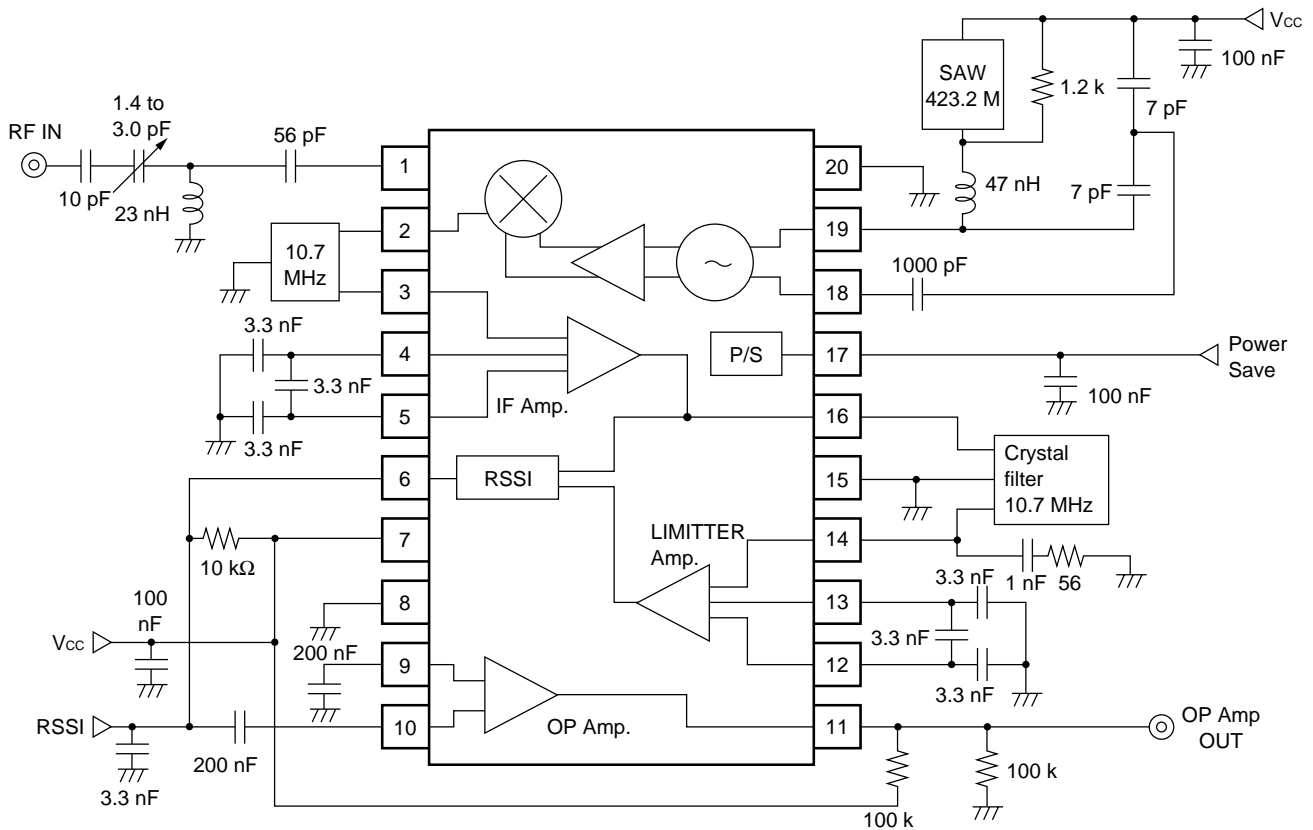 VCC
100 nF
SAW
423.2 M
1.2 k
7 pF
7 pF
47 nH
1000 pF
RF IN
1.4 to
3.0 pF
10 pF
23 nH
56 pF
1
2
3
4
5
6
7
8
9
10
20
19
18
17
16
15
14
13
12
11
10.7
MHz
~
P/S
Power
Save
100 nF
3.3 nF
3.3 nF
3.3 nF
IF Amp.
RSSI
Crystal
filter
10.7 MHz
LIMITTER
Amp.
1 nF
56
3.3 nF
3.3 nF
3.3 nF
10 kΩ
100
nF
VCC
200 nF
RSSI
3.3 nF
200 nF
OP Amp.
OP Amp
OUT
100 k
100 k